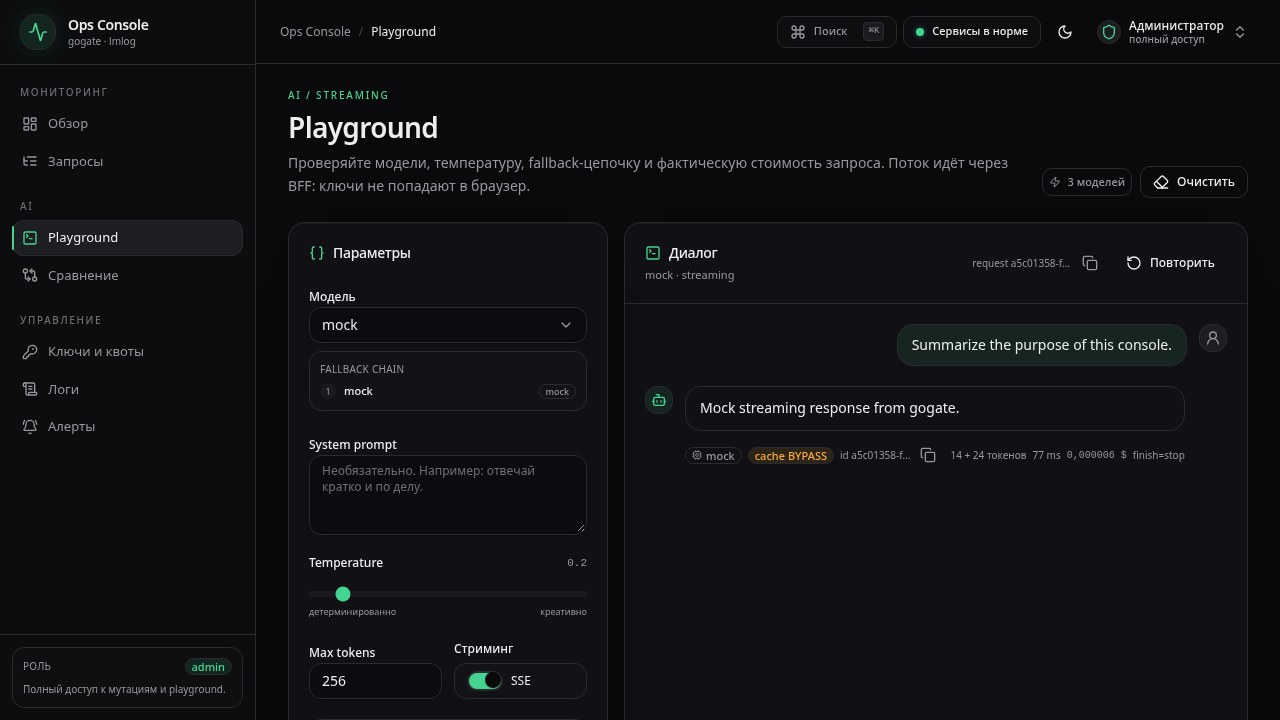 Ops Console
gogate · lmlog
МОНИТОРИНГ
Обзор
Запросы
AI
Playground
Сравнение
УПРАВЛЕНИЕ
Ключи и квоты
Логи
Алерты
РОЛЬ
admin
Полный доступ к мутациям и playground.
Ops Console / Playground
Поиск ⌘K
Сервисы в норме
Администратор
полный доступ
AI / STREAMING
Playground
Проверяйте модели, температуру, fallback-цепочку и фактическую стоимость запроса. Поток идёт через
BFF: ключи не попадают в браузер.
3 моделей
Очистить
Параметры
Модель
mock
FALLBACK CHAIN
1 mock mock
System prompt
Необязательно. Например: отвечай
кратко и по делу.
Temperature 0.2
детерминированно креативно
Max tokens
256
Стриминг
SSE
Диалог
mock · streaming
request a5c01358-f…
Повторить
Summarize the purpose of this console.
Mock streaming response from gogate.
mock cache BYPASS id a5c01358-f… 14 + 24 токенов 77 ms 0,000006 $ finish=stop